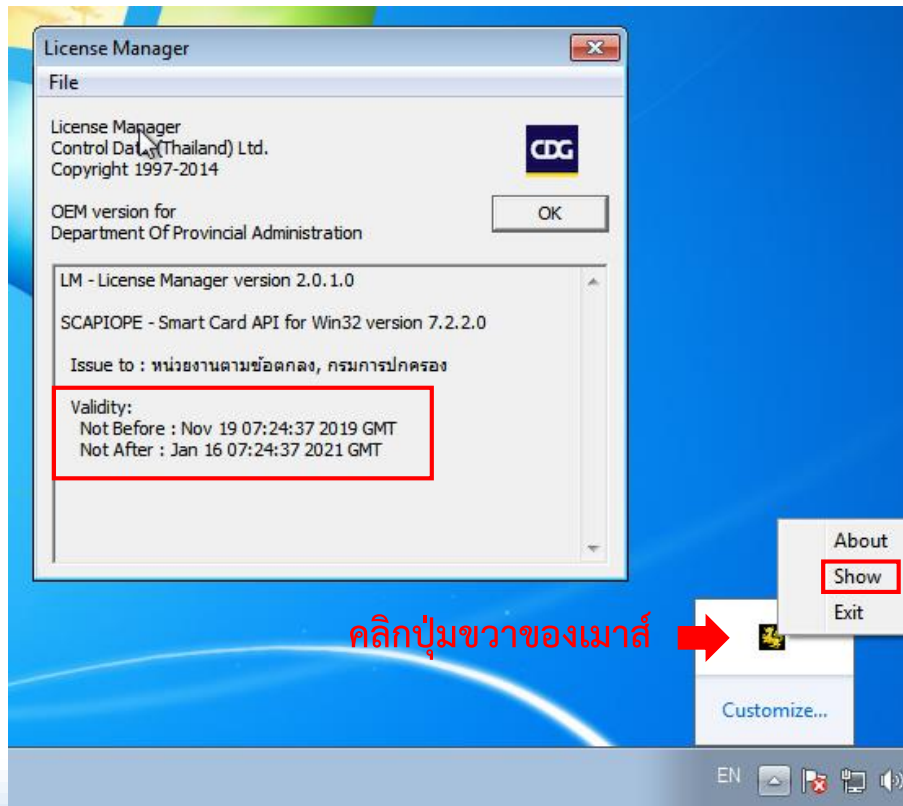 License Manager
File
License Manager
Control Data (Thailand) Ltd.
Copyright 1997-2014
CDG
OEM version for
Department Of Provincial Administration
OK
LM - License Manager version 2.0.1.0
SCAPIOPE - Smart Card API for Win32 version 7.2.2.0
Issue to : หน่วยงานตามข้อตกลง, กรมการปกครอง
Validity:
Not Before : Nov 19 07:24:37 2019 GMT
Not After : Jan 16 07:24:37 2021 GMT
About
Show
Exit
คลิกปุ่มขวาของเมาส์
Customize...
EN